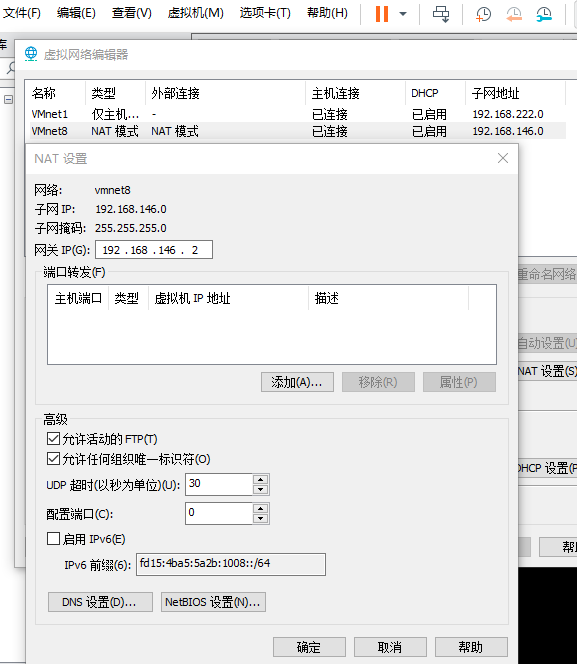 文件(F) 编辑(E) 查看(V) 虚拟机(M) 选项卡(T) 帮助(H)
库
虚拟网络编辑器
名称 类型 外部连接 主机连接 DHCP 子网地址
VMnet1 仅主机... - 已连接 已启用 192.168.222.0
VMnet8 NAT 模式 NAT 模式 已连接 已启用 192.168.146.0
NAT 设置
网络: vmnet8
子网 IP: 192.168.146.0
子网掩码: 255.255.255.0
网关 IP(G): 192 . 168 . 146 . 2
重命名网络
端口转发(F)
主机端口 类型 虚拟机 IP 地址 描述
自动设置(U)
NAT 设置(S)
添加(A)... 移除(R) 属性(P)
高级
允许活动的 FTP(T)
允许任何组织唯一标识符(O)
DHCP 设置(P
UDP 超时(以秒为单位)(U): 30
配置端口(C): 0
启用 IPv6(E)
帮助
IPv6 前缀(6): fd15:4ba5:5a2b:1008::/64
DNS 设置(D)... NetBIOS 设置(N)...
确定 取消 帮助